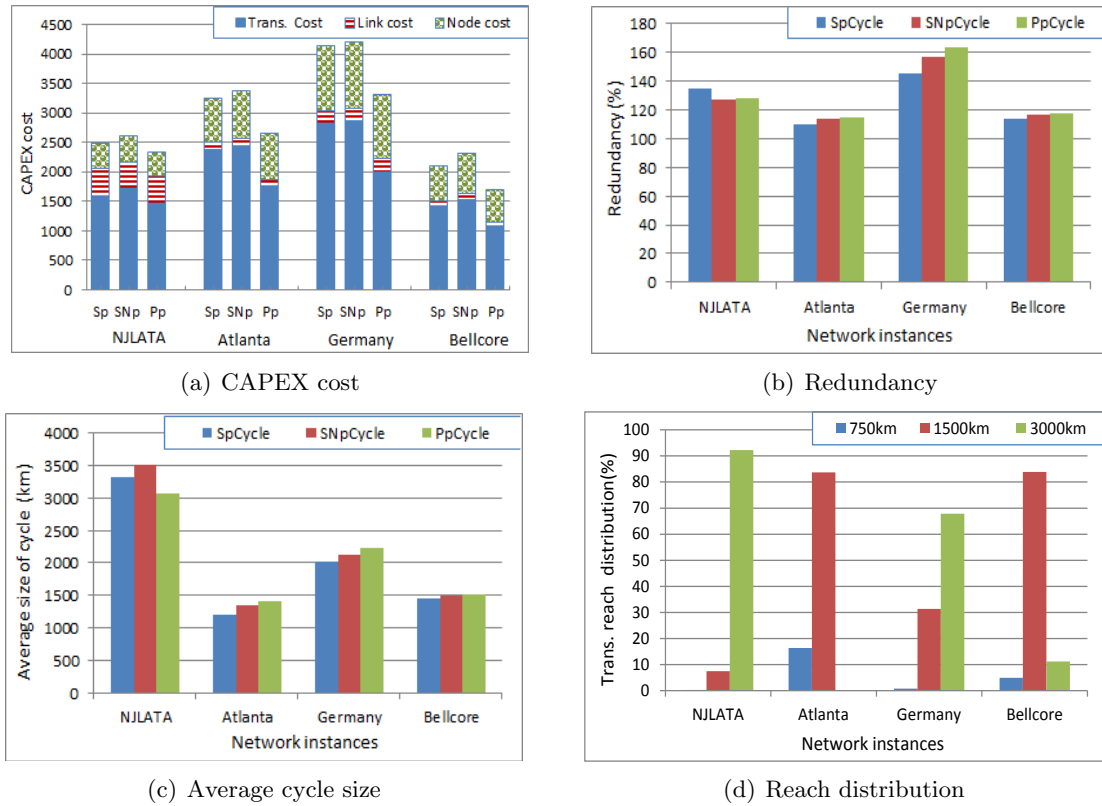 Trans. Cost Link cost Node cost
CAPEX cost
4500
4000
3500
3000
2500
2000
1500
1000
500
0
Sp SNp Pp Sp SNp Pp Sp SNp Pp Sp SNp Pp
NJLATA Atlanta Germany Bellcore
(a) CAPEX cost
SpCycle SNpCycle PpCycle
Redundancy (%)
180
160
140
120
100
80
60
40
20
0
NJLATA Atlanta Germany Bellcore
Network instances
(b) Redundancy
SpCycle SNpCycle PpCycle
Average size of cycle (km)
4000
3500
3000
2500
2000
1500
1000
500
0
NJLATA Atlanta Germany Bellcore
Network instances
(c) Average cycle size
750km 1500km 3000km
Trans. reach distribution(%)
100
90
80
70
60
50
40
30
20
10
0
NJLATA Atlanta Germany Bellcore
Network instances
(d) Reach distribution